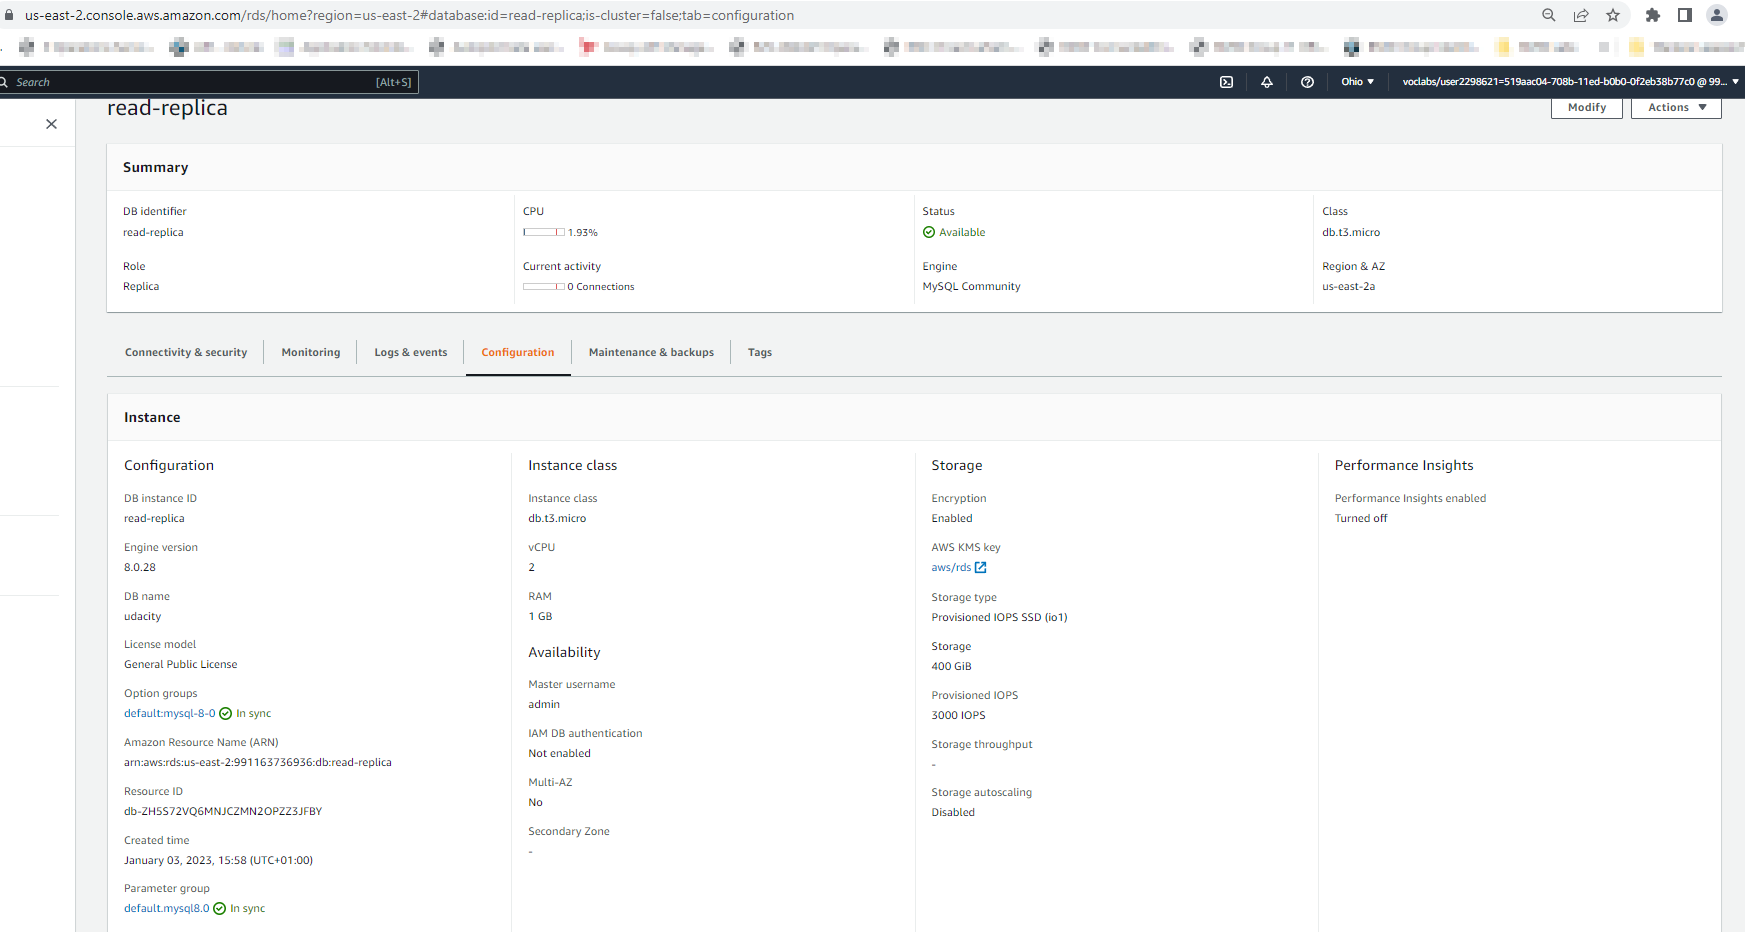 us-east-2.console.aws.amazon.com/rds/home?region=us-east-2#database:id=read-replica;is-cluster=false;tab=configuration
Search [Alt+S] Ohio voclabs/user2298621=519aac04-708b-11ed-b0b0-0f2eb38b77c0 @ 99...
read-replica Modify Actions
Summary
DB identifier CPU Status Class
read-replica 1.93% Available db.t3.micro
Role Current activity Engine Region & AZ
Replica 0 Connections MySQL Community us-east-2a
Connectivity & security Monitoring Logs & events Configuration Maintenance & backups Tags
Instance
Configuration
DB instance ID
read-replica
Engine version
8.0.28
DB name
udacity
License model
General Public License
Option groups
default:mysql-8-0 In sync
Amazon Resource Name (ARN)
arn:aws:rds:us-east-2:991163736936:db:read-replica
Resource ID
db-ZH5S72VQ6MNJCZMN2OPZZ3JFBY
Created time
January 03, 2023, 15:58 (UTC+01:00)
Parameter group
default.mysql8.0 In sync
Instance class
Instance class
db.t3.micro
vCPU
2
RAM
1 GB
Availability
Master username
admin
IAM DB authentication
Not enabled
Multi-AZ
No
Secondary Zone
-
Storage
Encryption
Enabled
AWS KMS key
aws/rds
Storage type
Provisioned IOPS SSD (io1)
Storage
400 GiB
Provisioned IOPS
3000 IOPS
Storage throughput
-
Storage autoscaling
Disabled
Performance Insights
Performance Insights enabled
Turned off